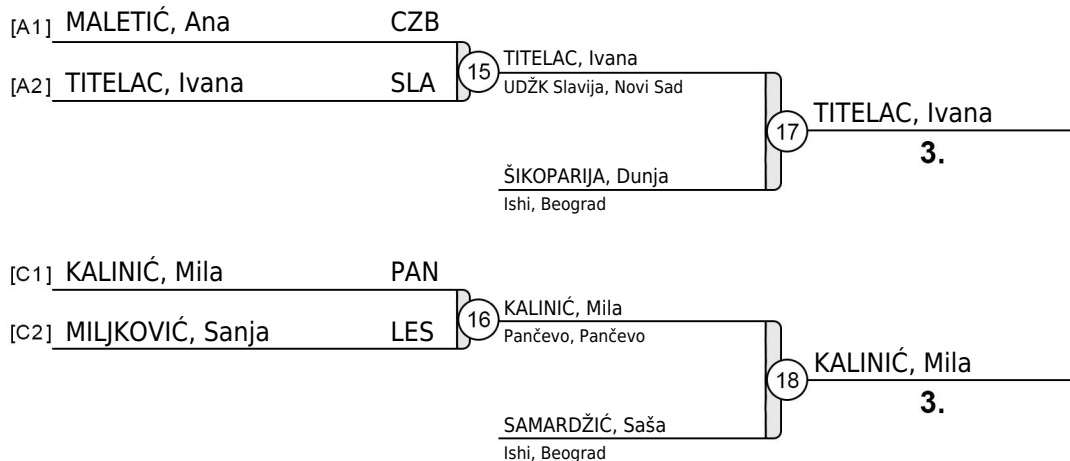 [A1] MALETIĆ, Ana CZB
[A2] TITELAC, Ivana SLA
15
TITELAC, Ivana
UDŽK Slavija, Novi Sad
ŠIKOPARIJA, Dunja
Ishi, Beograd
17
TITELAC, Ivana
3.
[C1] KALINIĆ, Mila PAN
[C2] MILJKOVIĆ, Sanja LES
16
KALINIĆ, Mila
Pančevo, Pančevo
SAMARDŽIĆ, Saša
Ishi, Beograd
18
KALINIĆ, Mila
3.